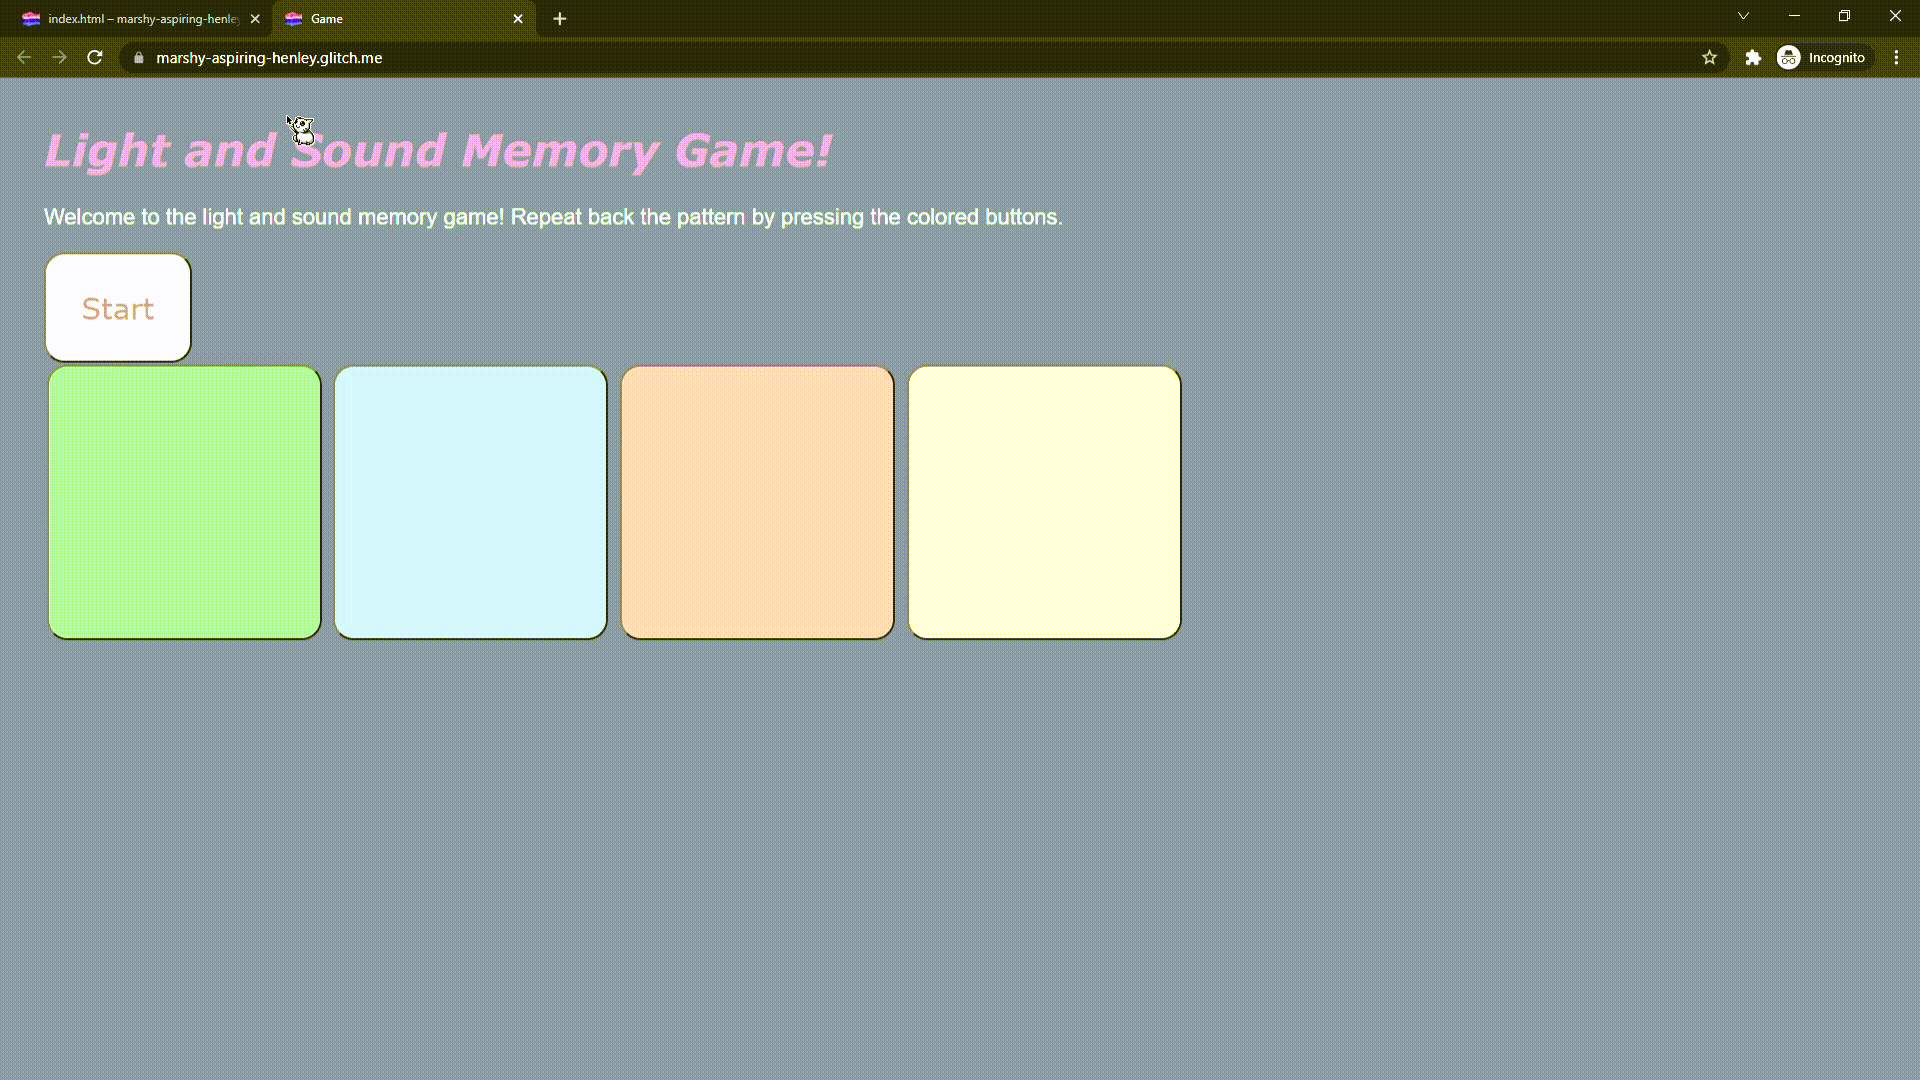 index.html – marshy-aspiring-henle
Game
marshy-aspiring-henley.glitch.me
Incognito
Light and Sound Memory Game!
Welcome to the light and sound memory game! Repeat back the pattern by pressing the colored buttons.
Start